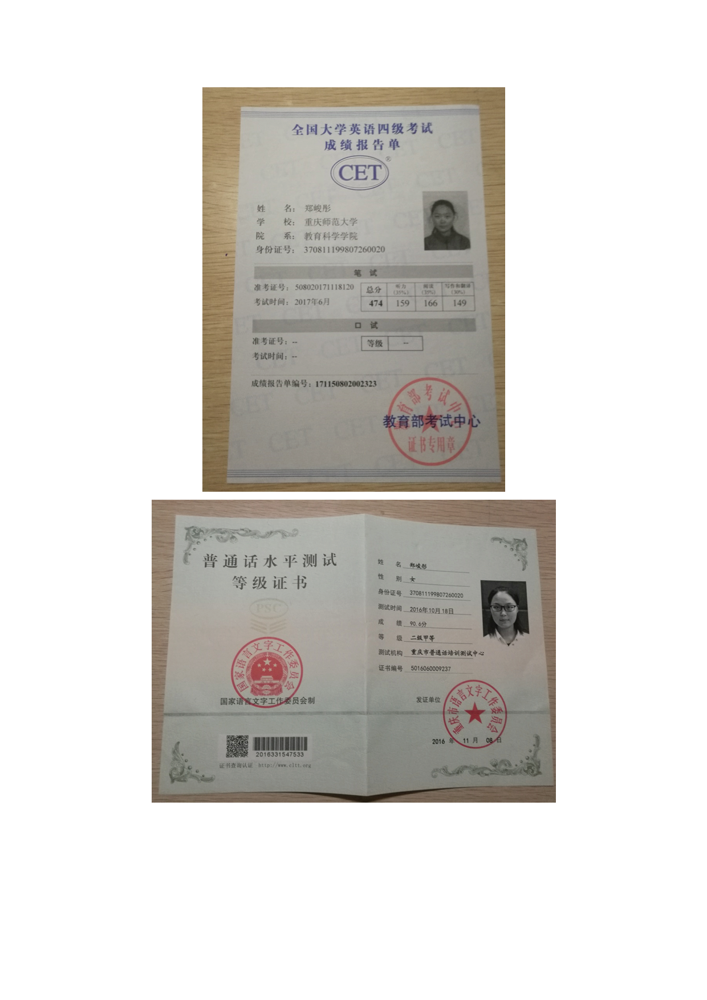 全国大学英语四级考试
成绩报告单
CET®
姓 名: 郑峻彤
学 校: 重庆师范大学
院 系: 教育科学学院
身份证号: 370811199807260020
笔 试
准考证号: 508020171118120
考试时间: 2017年6月
总分 听力(35%) 阅读(35%) 写作和翻译(30%)
474 159 166 149
口 试
准考证号: --
考试时间: --
等级 --
成绩报告单编号: 171150802002323
教育部考试中心
教育部考试中心
证书专用章
普通话水平测试
等级证书
PSC
国家语言文字工作委员会
国家语言文字工作委员会制
2016331547533
证书查询认证 http://www.cltt.org
姓 名 郑峻彤
性 别 女
身份证号 370811199807260020
测试时间 2016年10月18日
成 绩 90.6分
等 级 二级甲等
测试机构 重庆市普通话培训测试中心
证书编号 5016060009237
发证单位
重庆市语言文字工作委员会
2016 年 11 月 08 日